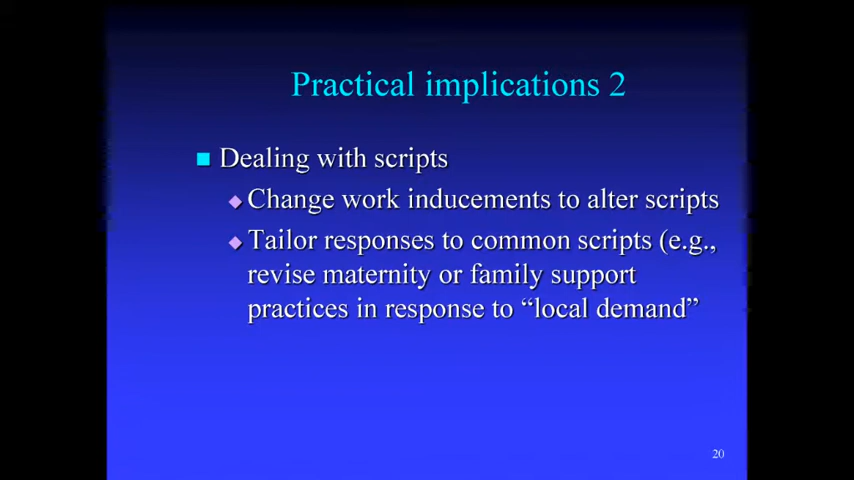 Practical implications 2
Dealing with scripts
Change work inducements to alter scripts
Tailor responses to common scripts (e.g.,
revise maternity or family support
practices in response to “local demand”
20